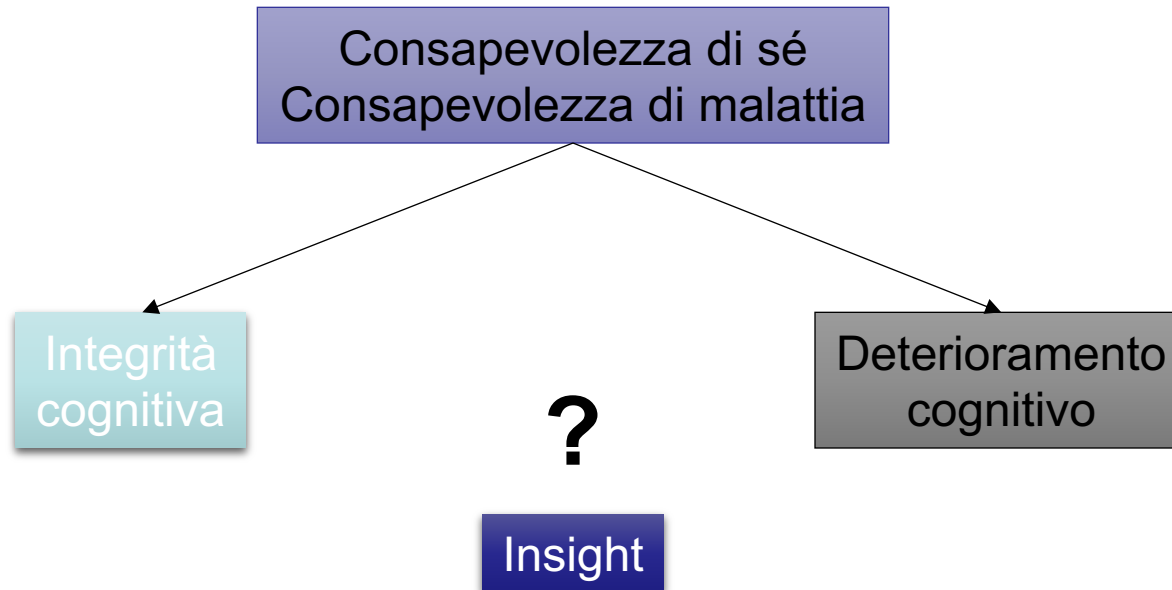 Consapevolezza di sé
Consapevolezza di malattia
Integrità
cognitiva
Deterioramento
cognitivo
?
Insight